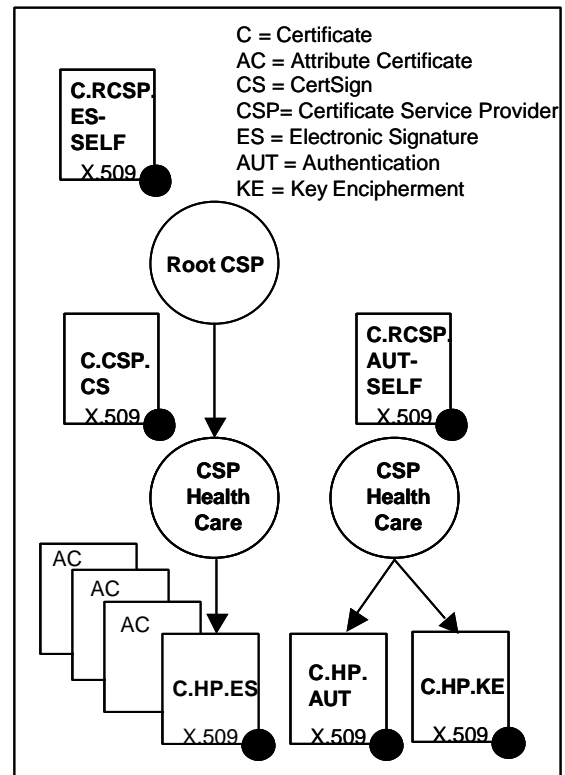 C = Certificate
AC = Attribute Certificate
CS = CertSign
CSP= Certificate Service Provider
ES = Electronic Signature
AUT = Authentication
KE = Key Encipherment
C.RCSP.
ES-
SELF
X.509
Root CSP
C.CSP.
CS
X.509
C.RCSP.
AUT-
SELF
X.509
CSP
Health
Care
CSP
Health
Care
AC
AC
AC
C.HP.ES
X.509
C.HP.
AUT
X.509
C.HP.KE
X.509